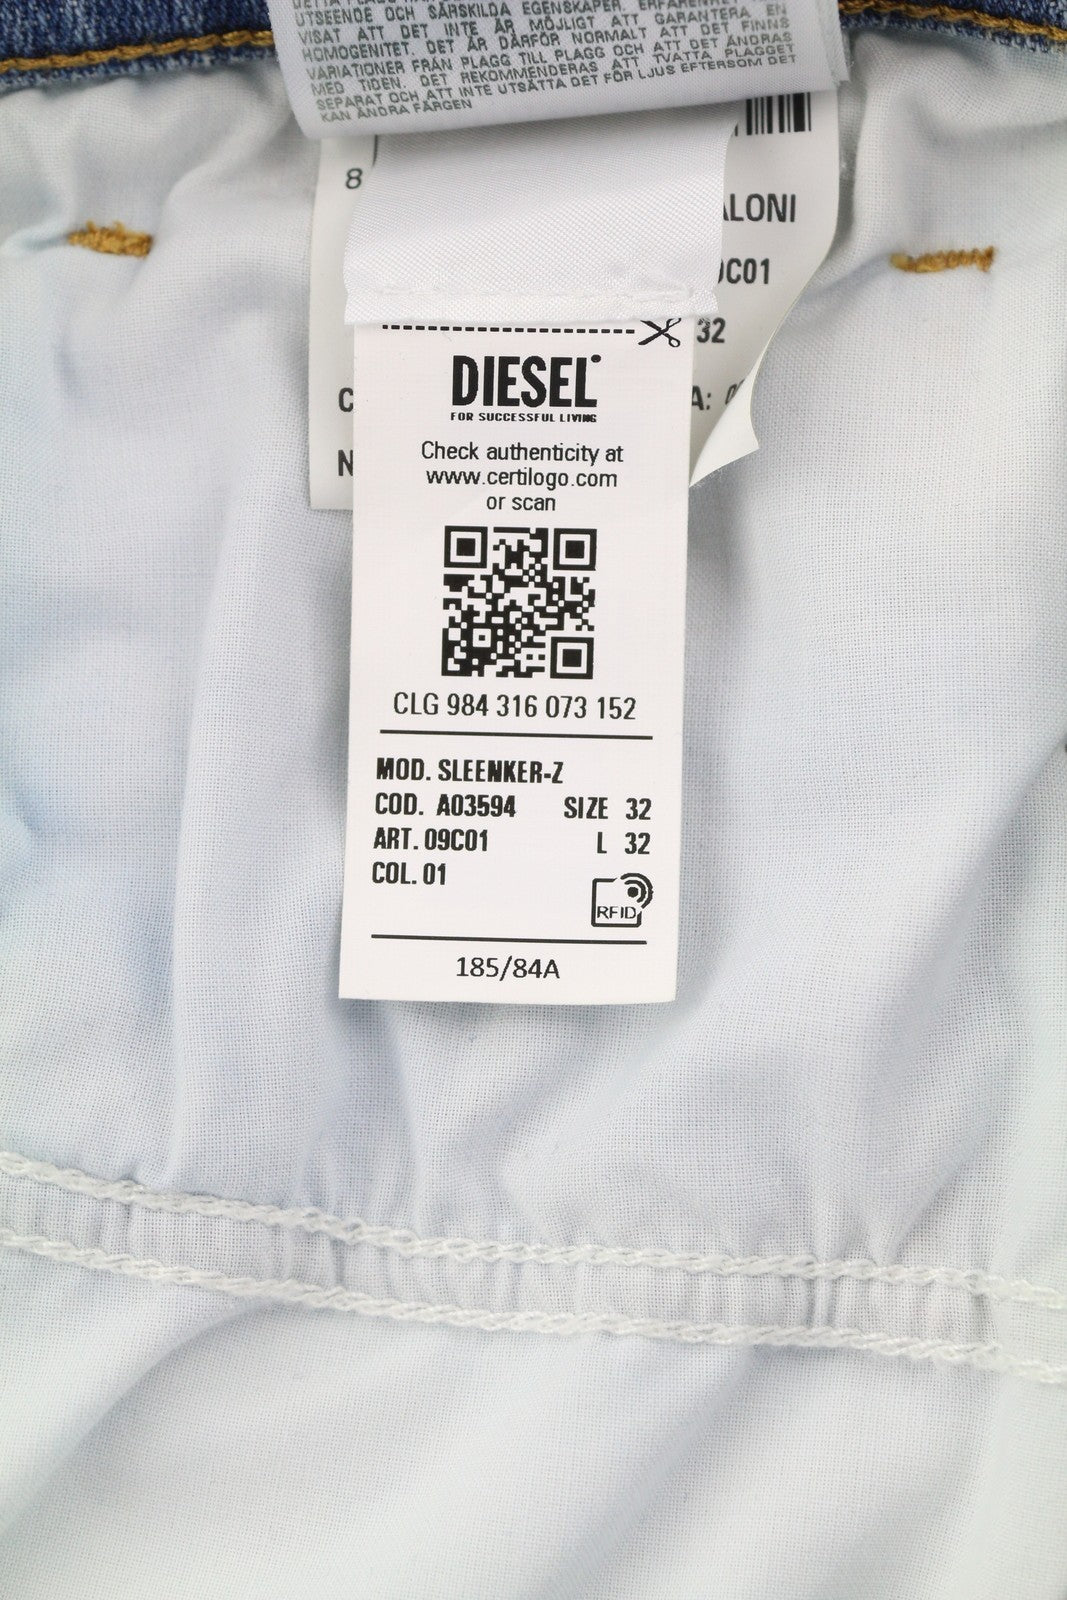 UTSEENDE OCH SÄRSKILDA EGENSKAPER.
VISAT ATT DET INTE ÄR MÖJLIGT ATT GARANTERA EN
HOMOGENITET. DET ÄR DÄRFÖR NORMALT ATT DET FINNS
VARIATIONER FRÅN PLAGG TILL PLAGG OCH ATT DET ÄNDRAS
MED TIDEN. DET REKOMMENDERAS ATT TVÄTTA PLAGGET
SEPARAT OCH ATT INTE UTSÄTTA DET FÖR LJUS EFTERSOM DET
KAN ÄNDRA FÄRGEN
8
ALONI
9C01
32
C
A:
N
DIESEL
FOR SUCCESSFUL LIVING
Check authenticity at
www.certilogo.com
or scan
CLG 984 316 073 152
MOD. SLEENKER-Z
COD. A03594 SIZE 32
ART. 09C01 L 32
COL. 01
RFID
185/84A